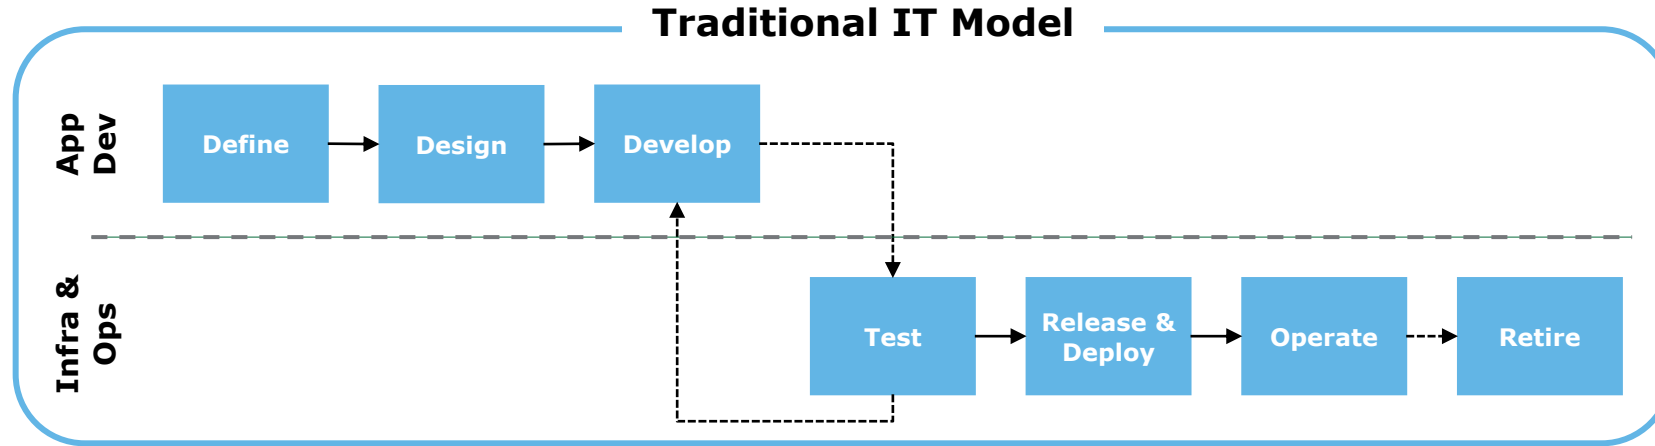 Traditional IT Model
App
Dev
Define
Design
Develop
Infra &
Ops
Test
Release &
Deploy
Operate
Retire